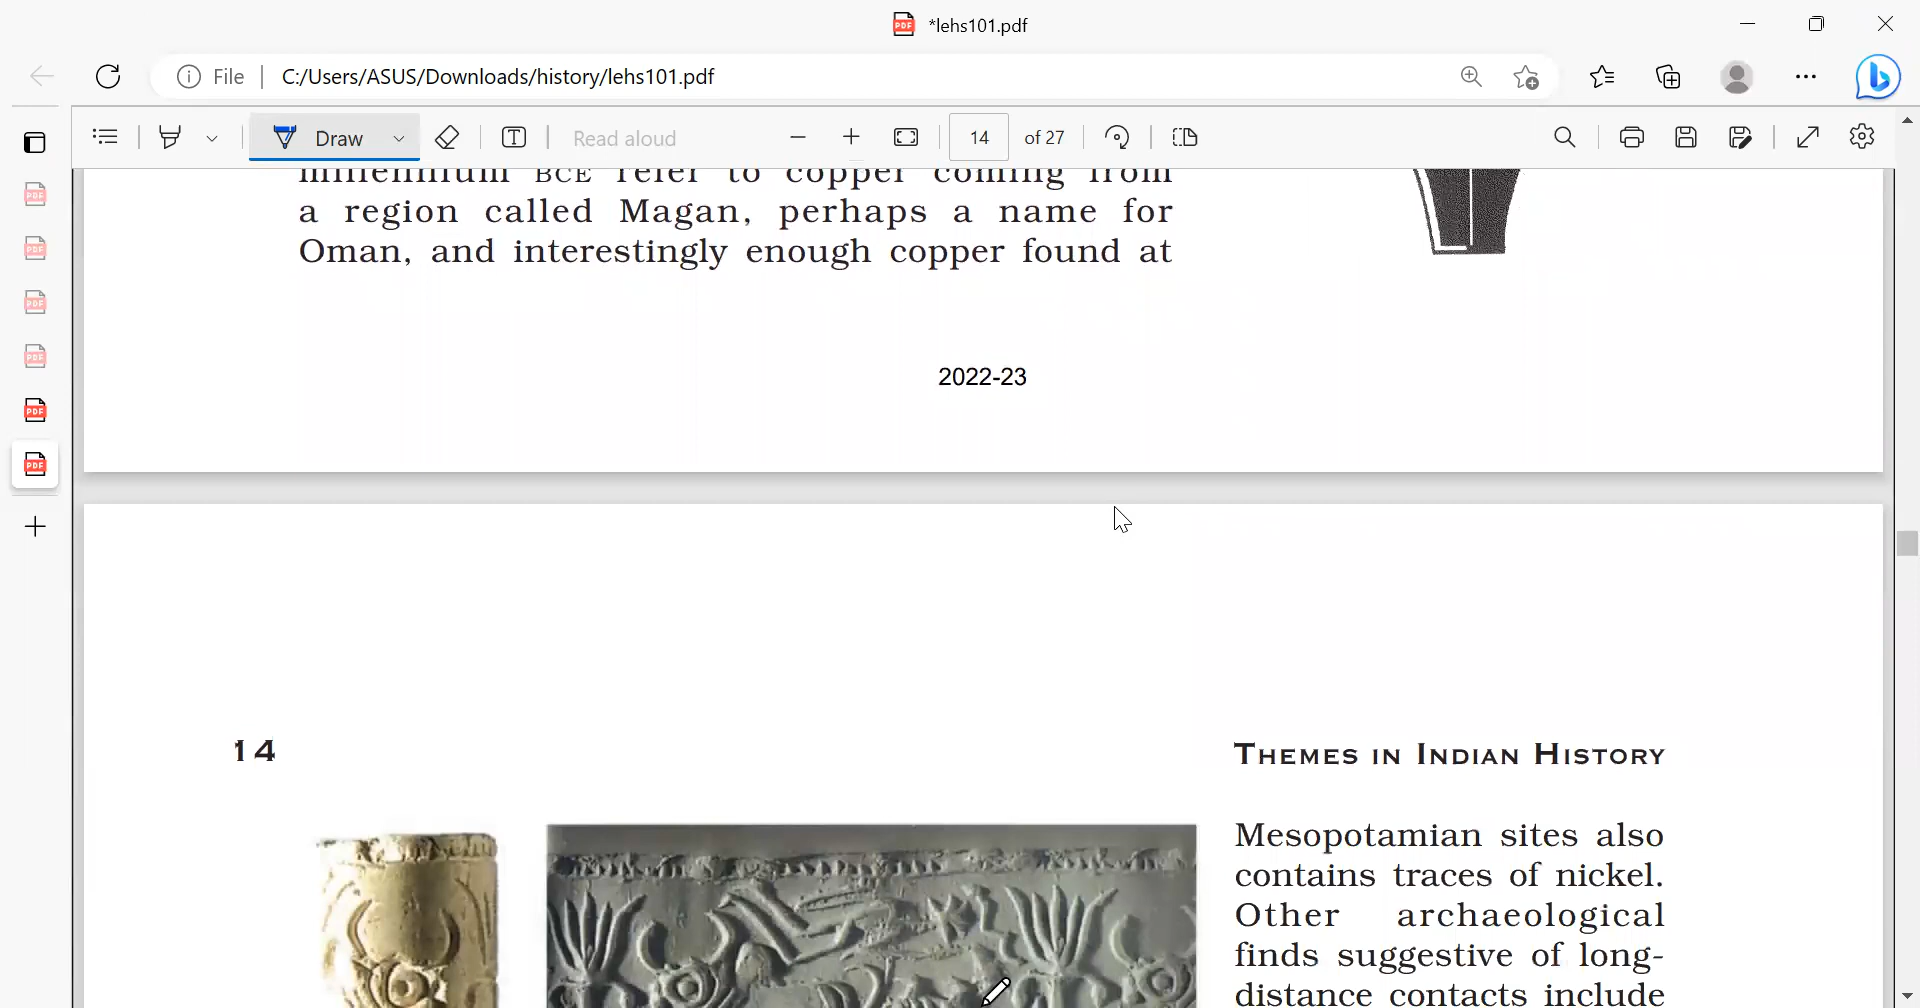 *lehs101.pdf
File
C:/Users/ASUS/Downloads/history/lehs101.pdf
Draw
Read aloud
14 of 27
millennium BCE refer to copper coming from
a region called Magan, perhaps a name for
Oman, and interestingly enough copper found at
2022-23
14
THEMES IN INDIAN HISTORY
Mesopotamian sites also
contains traces of nickel.
Other archaeological
finds suggestive of long-
distance contacts include